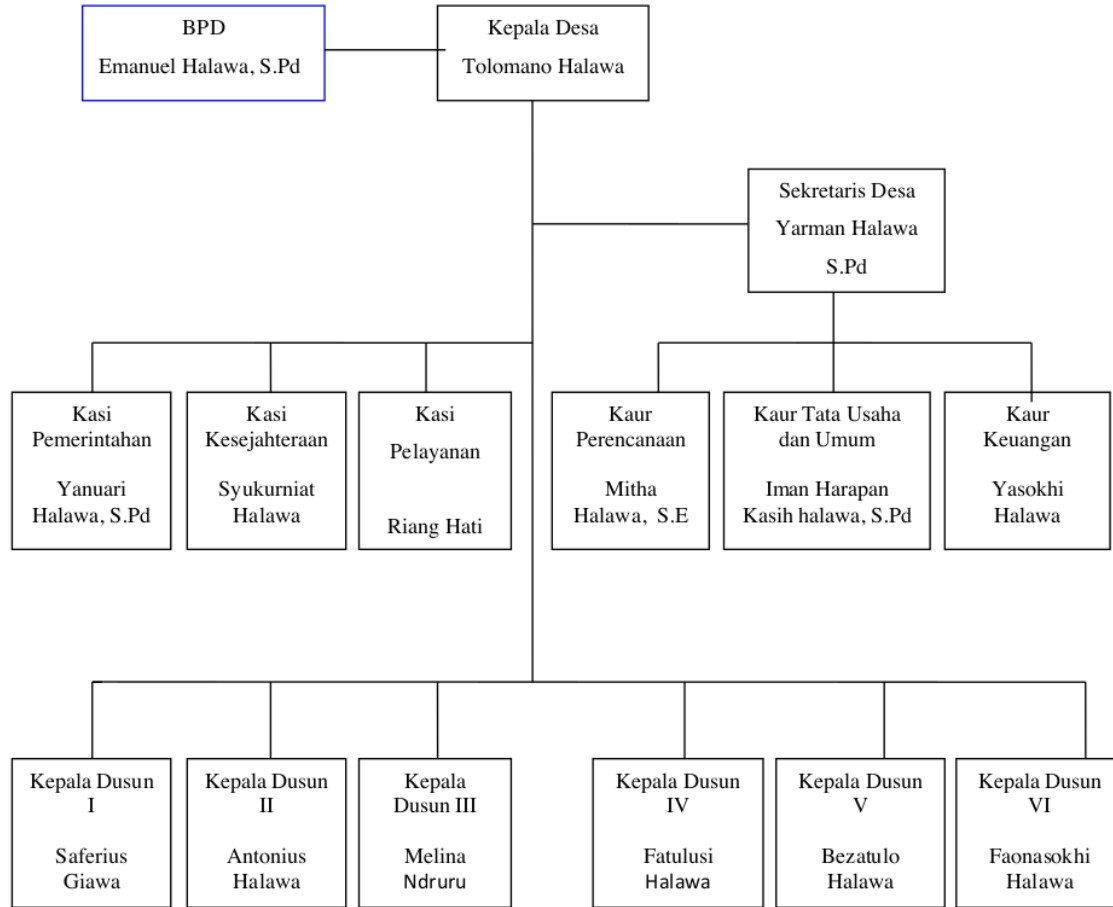 BPD
Emanuel Halawa, S.Pd
Kepala Desa
Tolomano Halawa
Sekretaris Desa
Yarman Halawa
S.Pd
Kasi
Pemerintahan
Yanuari
Halawa, S.Pd
Kasi
Kesejahteraan
Syukurniat
Halawa
Kasi
Pelayanan
Riang Hati
Kaur
Perencanaan
Mitha
Halawa, S.E
Kaur Tata Usaha
dan Umum
Iman Harapan
Kasih halawa, S.Pd
Kaur
Keuangan
Yasokhi
Halawa
Kepala Dusun
I
Saferius
Giawa
Kepala Dusun
II
Antonius
Halawa
Kepala
Dusun III
Melina
Ndruru
Kepala Dusun
IV
Fatulusi
Halawa
Kepala Dusun
V
Bezatulo
Halawa
Kepala Dusun
VI
Faonasokhi
Halawa